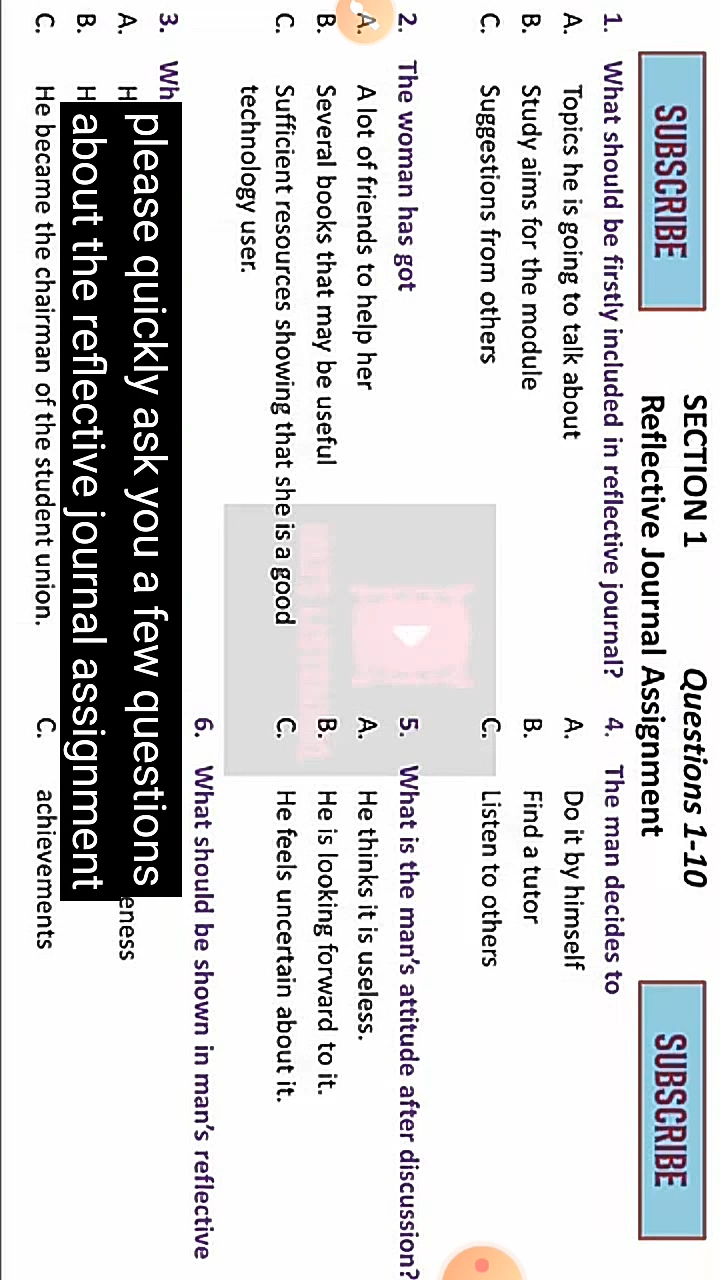 SUBSCRIBE
SECTION 1
Questions 1-10
SUBSCRIBE
Reflective Journal Assignment
1. What should be firstly included in reflective journal?
A. Topics he is going to talk about
B. Study aims for the module
C. Suggestions from others
2. The woman has got
A. A lot of friends to help her
B. Several books that may be useful
C. Sufficient resources showing that she is a good
technology user.
3. Wh
A. H
B. H
C. He became the chairman of the student union.
4. The man decides to
A. Do it by himself
B. Find a tutor
C. Listen to others
5. What is the man's attitude after discussion?
A. He thinks it is useless.
B. He is looking forward to it.
C. He feels uncertain about it.
6. What should be shown in man's reflective
eness
C. achievements
please quickly ask you a few questions
about the reflective journal assignment